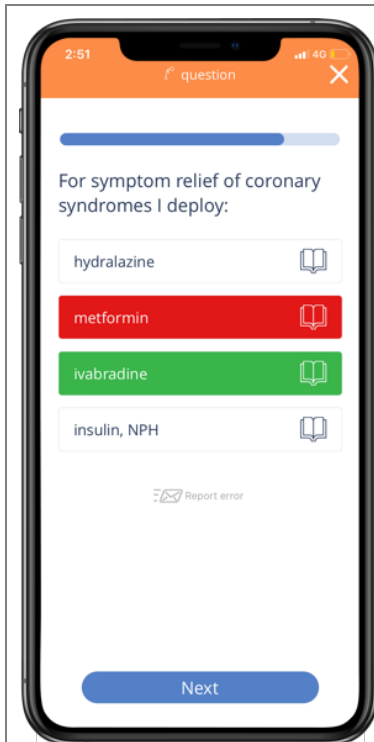 2:51
4G
question
For symptom relief of coronary
syndromes I deploy:
hydralazine
metformin
ivabradine
insulin, NPH
Report error
Next